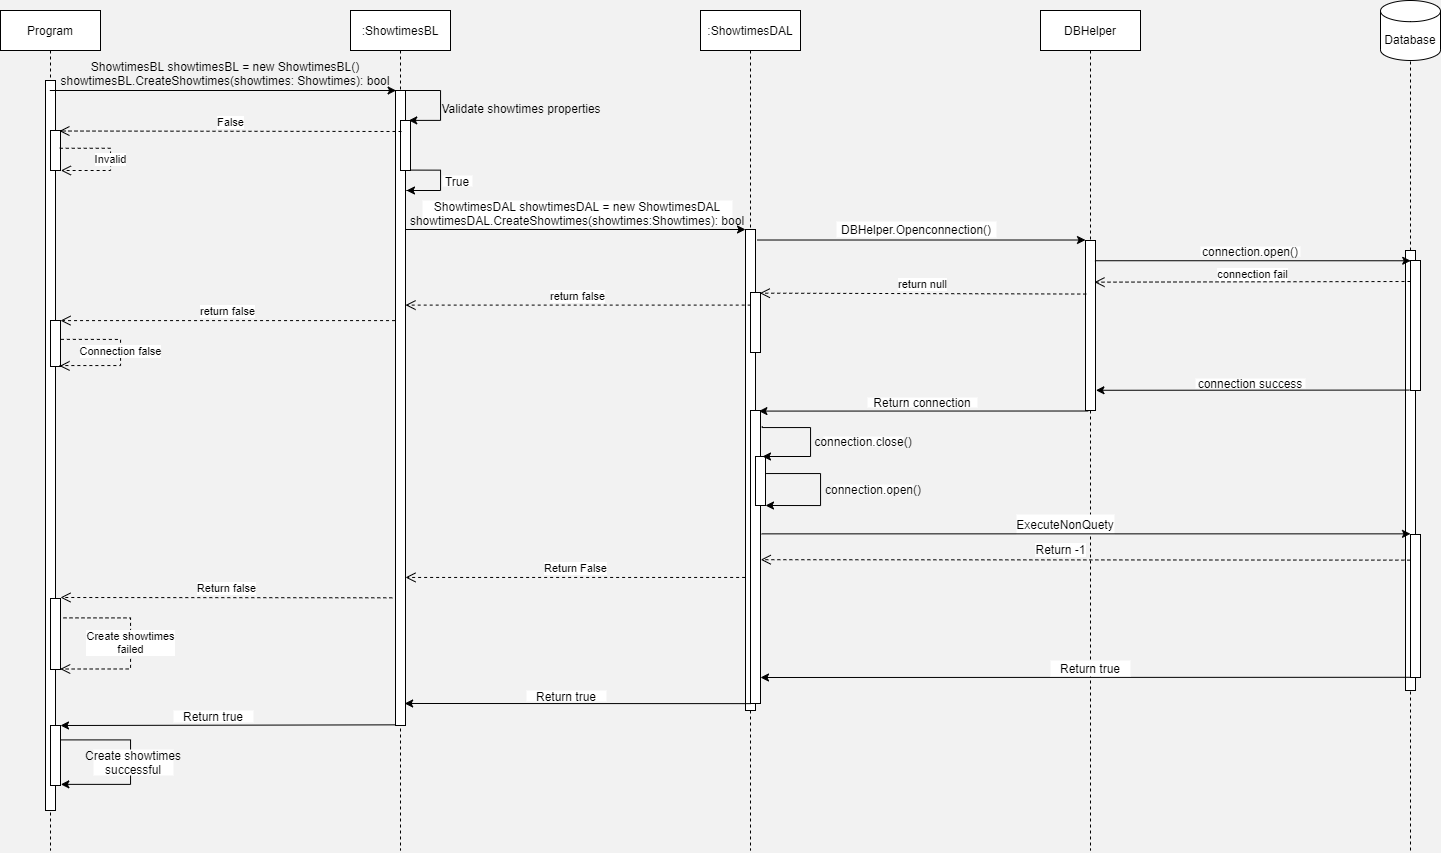 Program
:ShowtimesBL
:ShowtimesDAL
DBHelper
Database
ShowtimesBL showtimesBL = new ShowtimesBL()
showtimesBL.CreateShowtimes(showtimes: Showtimes): bool
Validate showtimes properties
False
Invalid
True
ShowtimesDAL showtimesDAL = new ShowtimesDAL
showtimesDAL.CreateShowtimes(showtimes:Showtimes): bool
DBHelper.Openconnection()
connection.open()
connection fail
return null
return false
return false
Connection false
connection success
Return connection
connection.close()
connection.open()
ExecuteNonQuety
Return -1
Return False
Return false
Create showtimes
failed
Return true
Return true
Return true
Create showtimes
successful